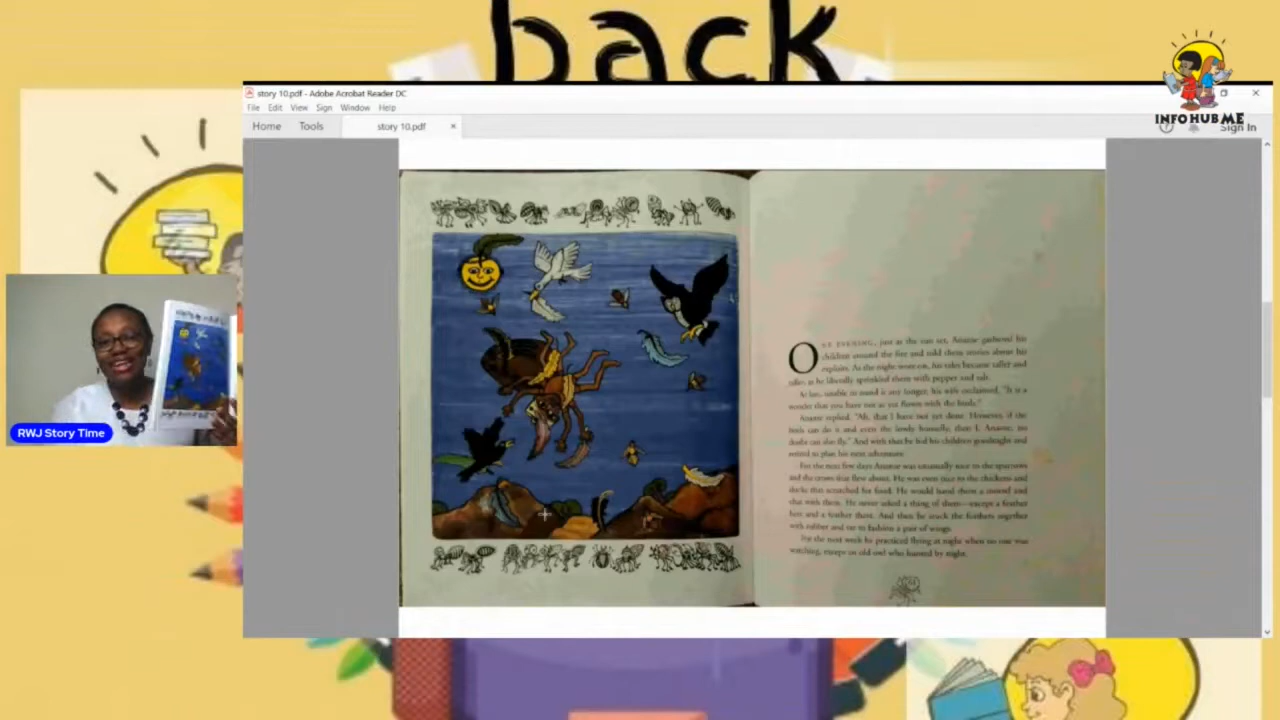 back
story 10.pdf - Adobe Acrobat Reader DC
File Edit View Sign Window Help
Home Tools story 10.pdf ×
Sign In
INFO HUB ME
RWJ Story Time
ONE EVENING, just as the sun set, Ananse gathered his
children around the fire and told them stories about his
exploits. As the night wore on, his tales became taller and
taller as he liberally sprinkled them with pepper and salt.
At last, unable to stand it any longer, his wife exclaimed, "It is a
wonder that you have not as yet flown with the birds."
Ananse replied, "Ah, that I have not yet done. However, if the
birds can do it and even the lowly butterfly, then I, Ananse, no
doubt can also fly." And with that he bid his children goodnight and
retired to plan his next adventure.
For the next few days Ananse was unusually nice to the sparrows
and the crows that flew about. He was even nice to the chickens and
ducks that scratched for food. He would hand them a morsel and
chat with them. He never asked a thing of them—except a feather
here and a feather there. And then he stuck the feathers together
with rubber and tar to fashion a pair of wings.
For the next week he practiced flying at night when no one was
watching, except an old owl who hunted by night.